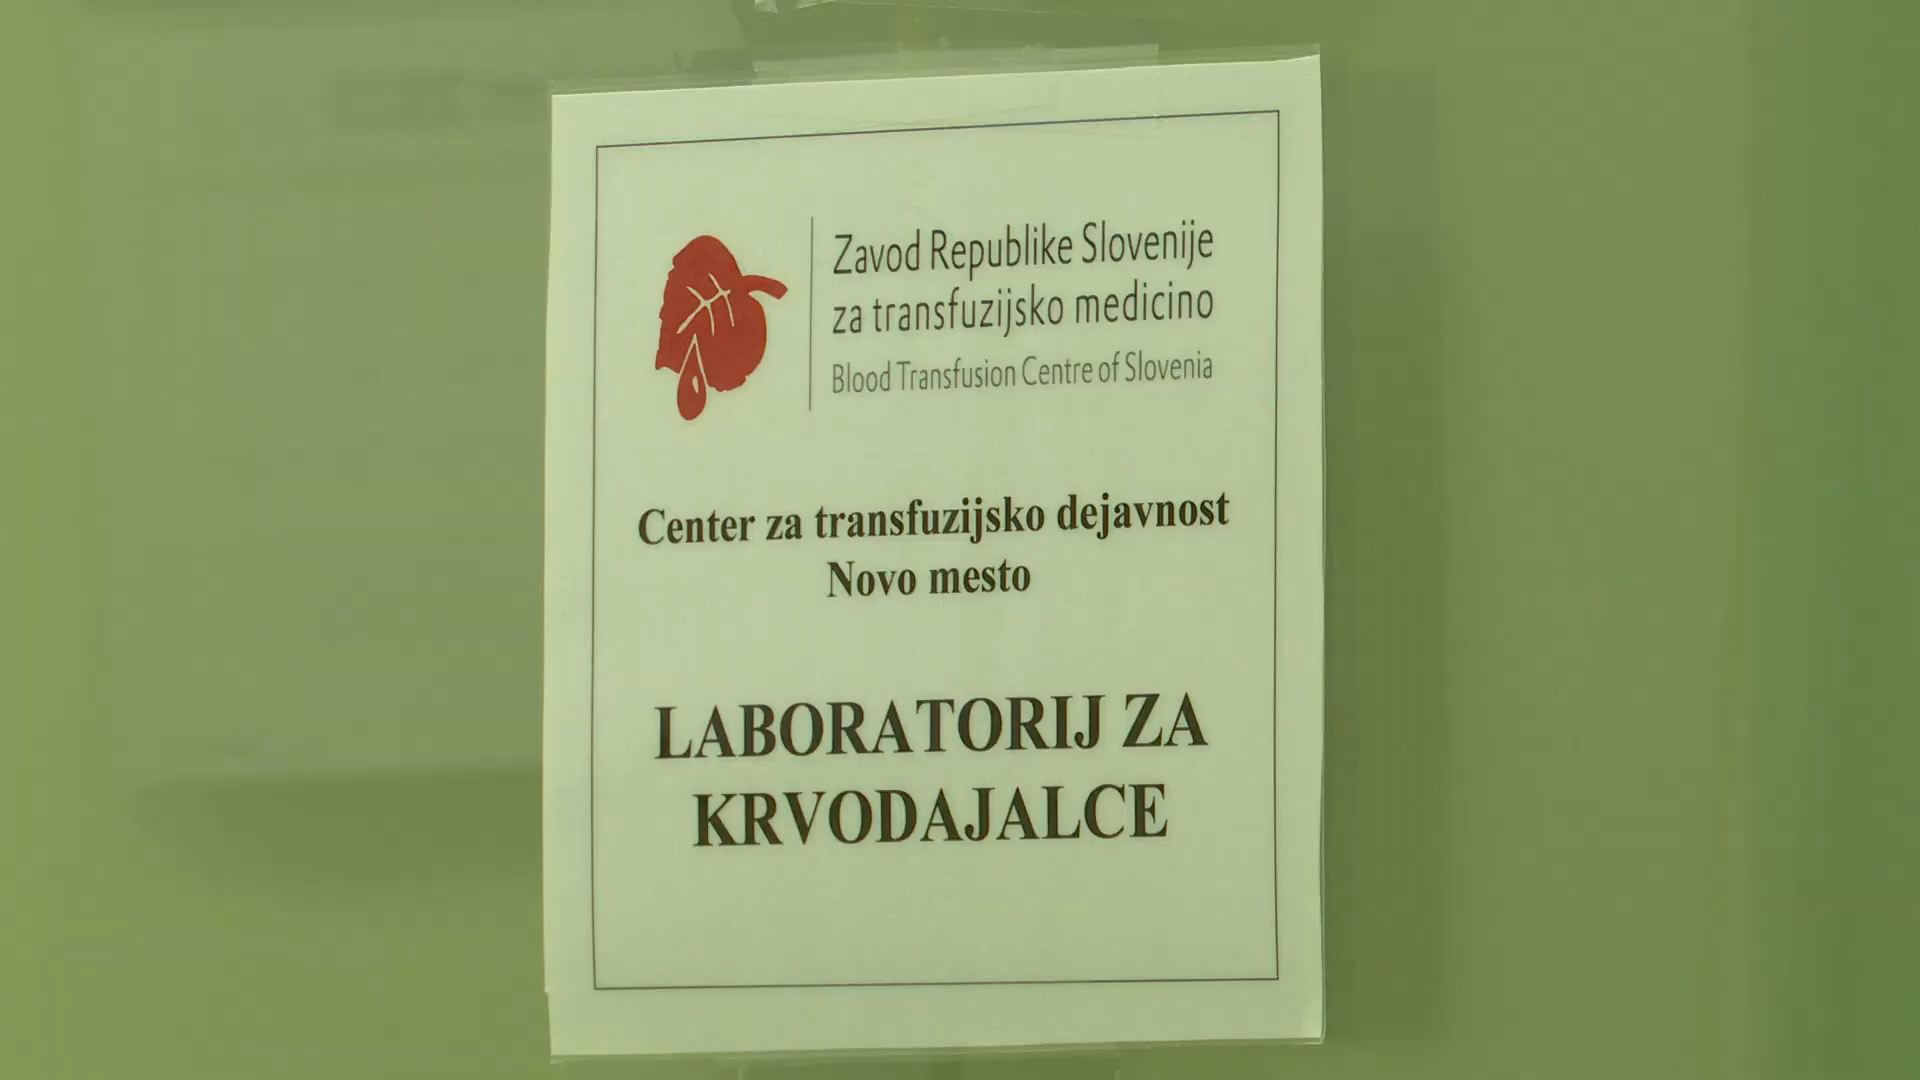 Zavod Republike Slovenije
za transfuzijsko medicino
Blood Transfusion Centre of Slovenia
Center za transfuzijsko dejavnost
Novo mesto
LABORATORIJ ZA
KRVODAJALCE